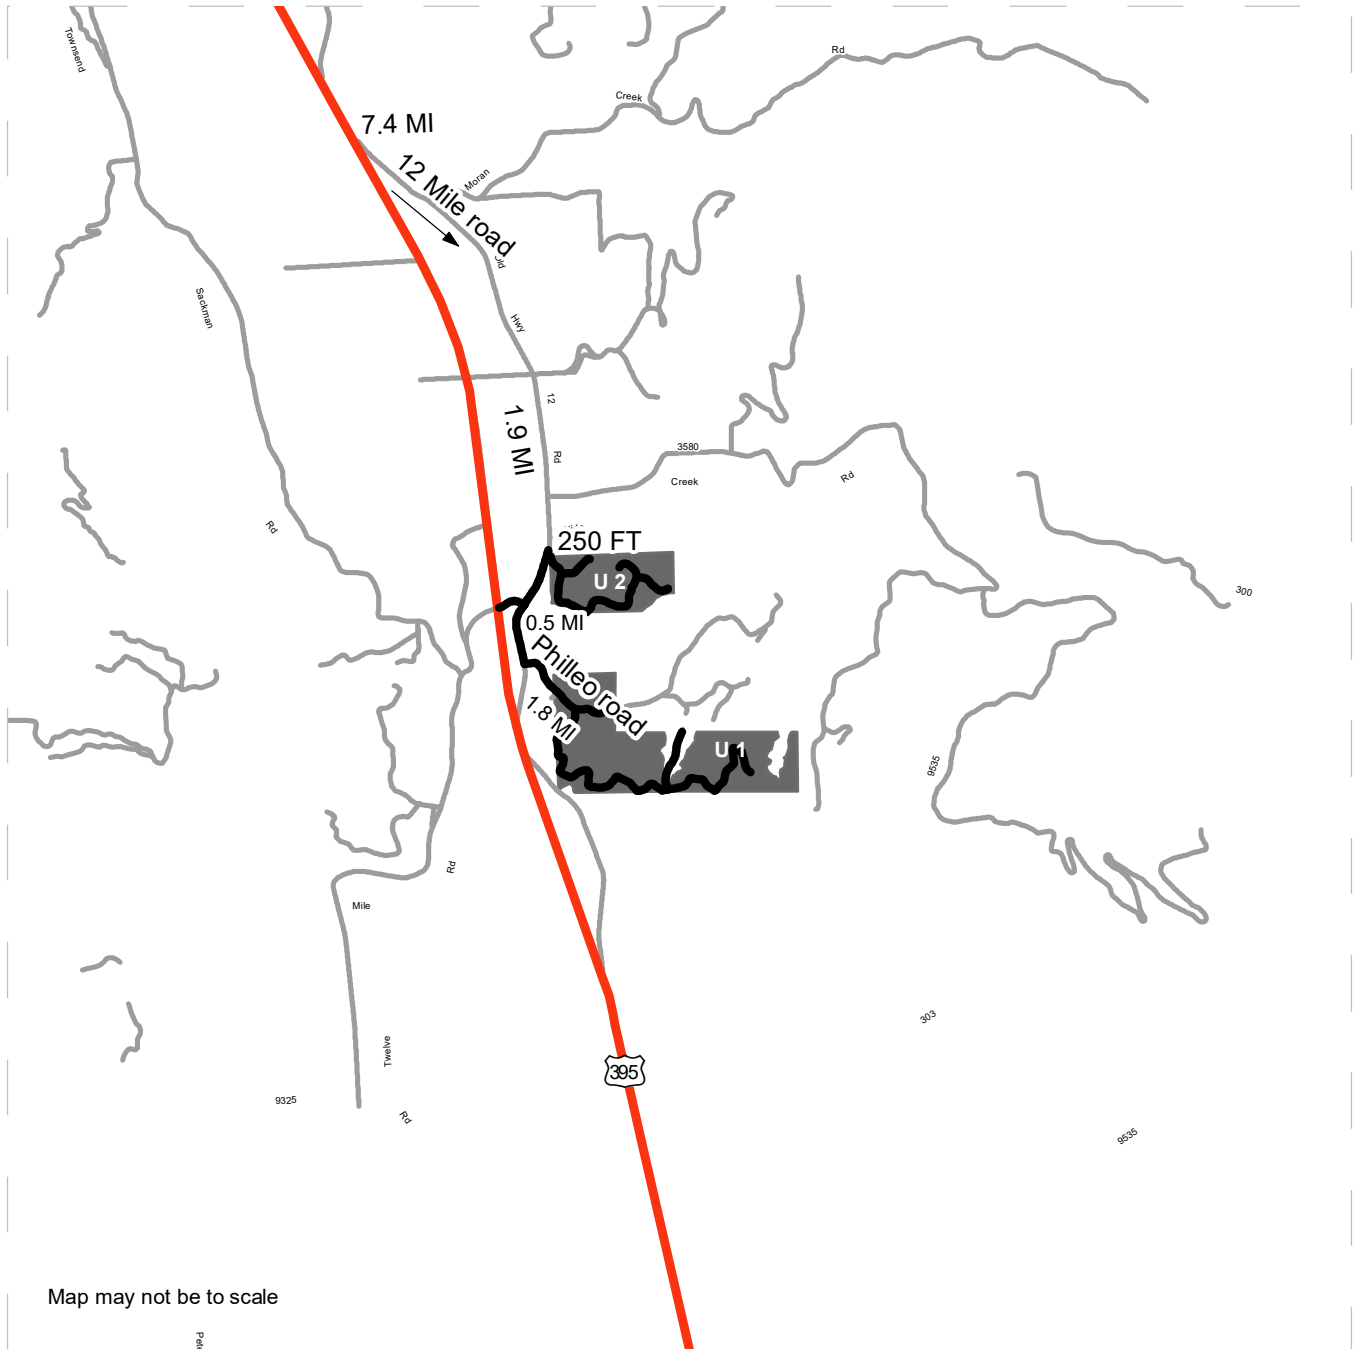 Townsend
Rd
Creek
7.4 MI
12 Mile road
Moran
Old
Sackman
Hwy
12
1.9 MI
Rd
3580
Creek
Rd
Rd
250 FT
U 2
300
0.5 MI
Philleo road
1.8 MI
U 1
9535
Rd
Mile
303
Twelve
395
9325
Rd
9535
Map may not be to scale